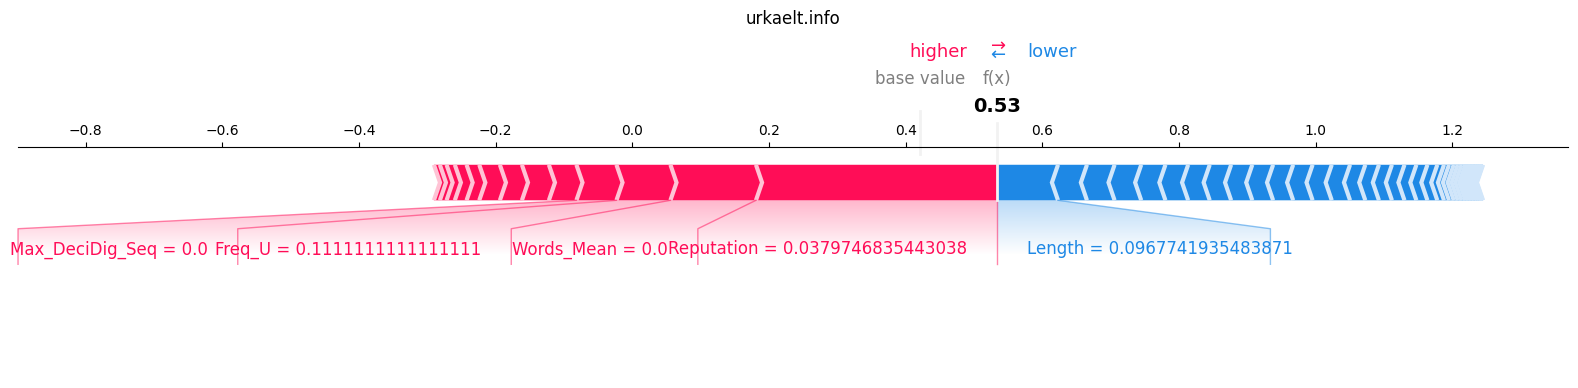 urkaelt.info
higher → ← lower
base value f(x)
0.53
−0.8 −0.6 −0.4 −0.2 0.0 0.2 0.4 0.6 0.8 1.0 1.2
Max_DeciDig_Seq = 0.0 Freq_U = 0.1111111111111111 Words_Mean = 0.0 Reputation = 0.0379746835443038 Length = 0.0967741935483871